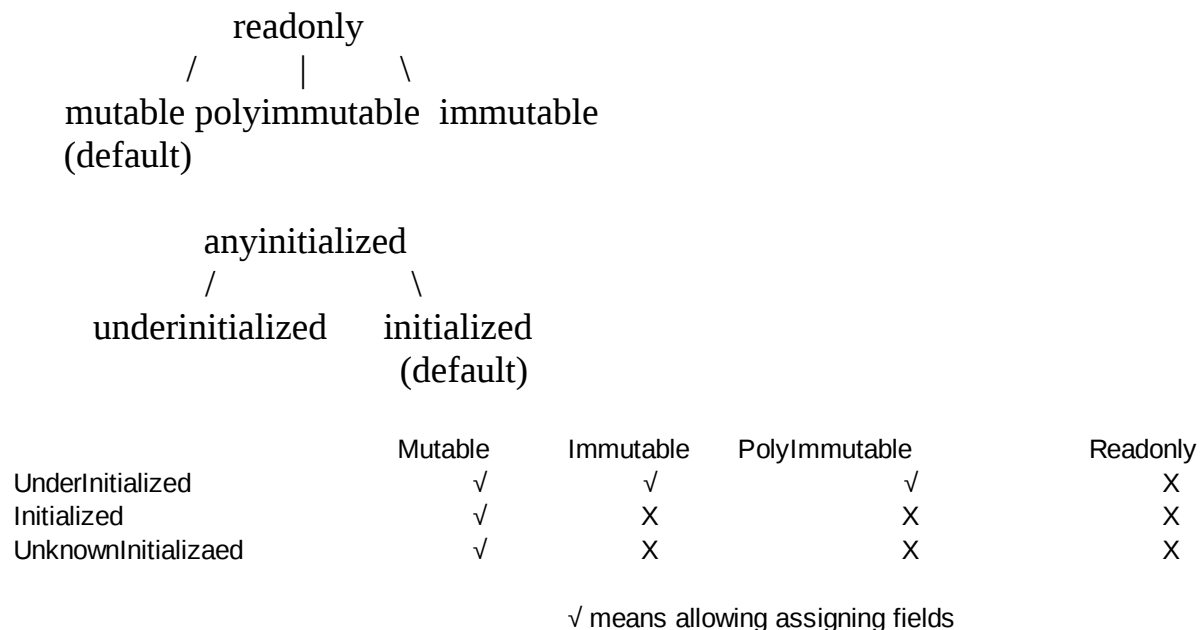 readonly
/ | \
mutable polyimmutable immutable
(default)
anyinitialized
/ \
underinitialized initialized
(default)
Mutable Immutable PolyImmutable Readonly
UnderInitialized √ √ √ X
Initialized √ X X X
UnknownInitializaed √ X X X
√ means allowing assigning fields